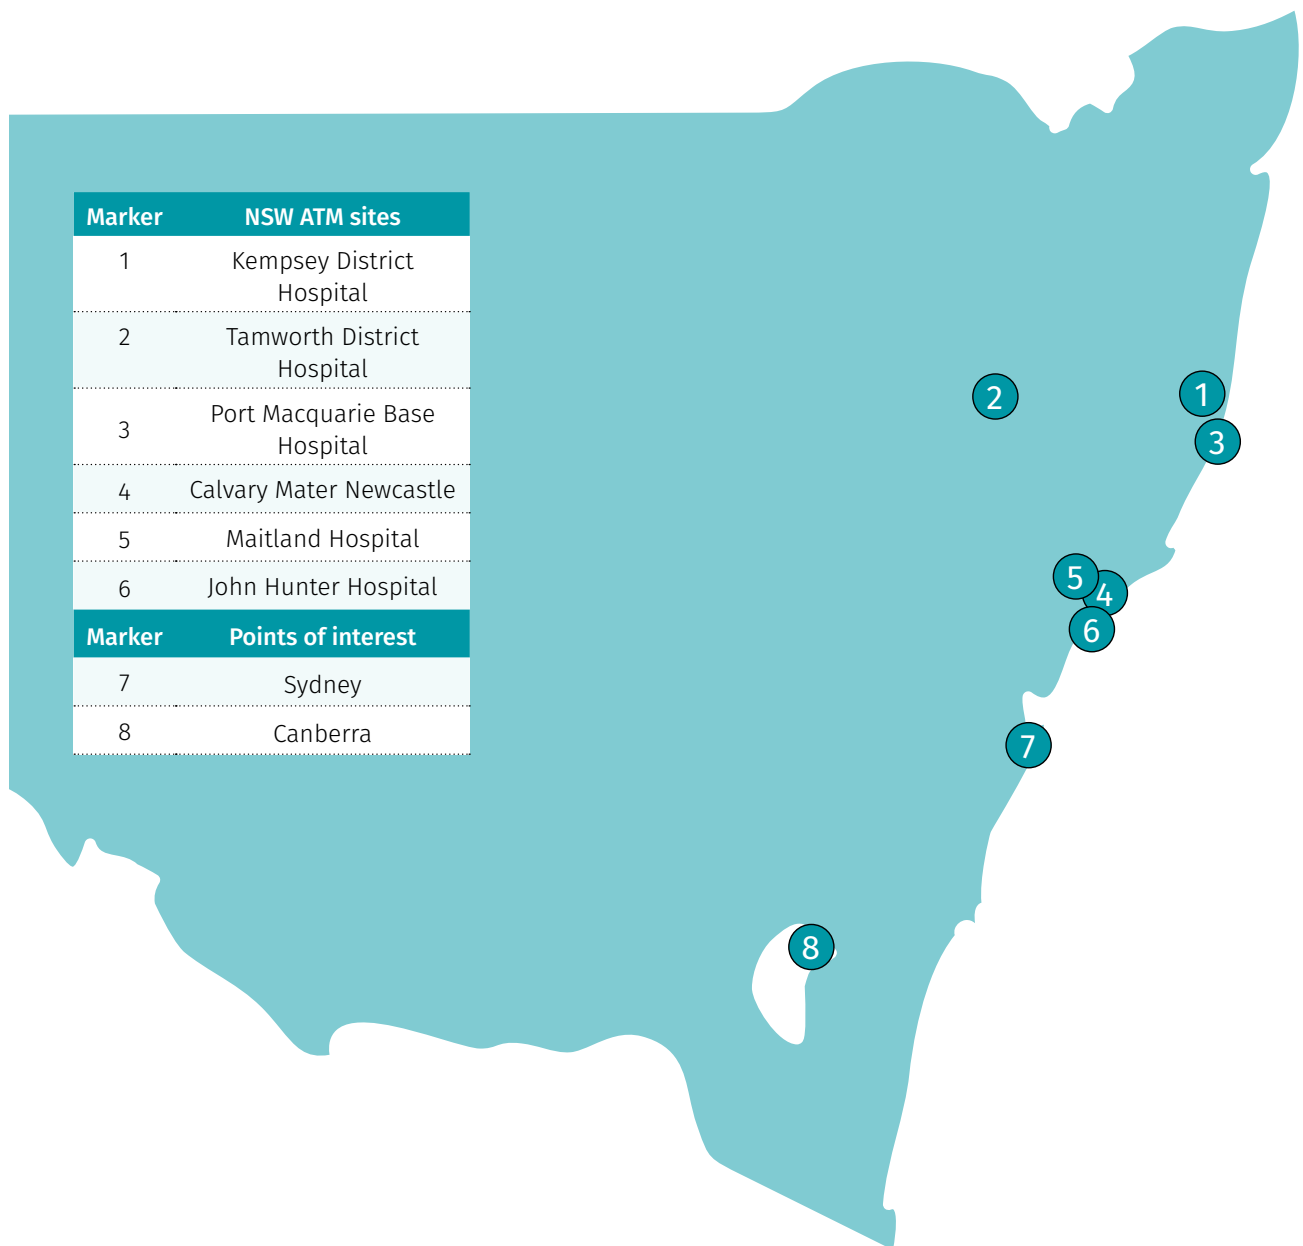 Marker NSW ATM sites
1 Kempsey District
Hospital
2 Tamworth District
Hospital
3 Port Macquarie Base
Hospital
4 Calvary Mater Newcastle
5 Maitland Hospital
6 John Hunter Hospital
Marker Points of interest
7 Sydney
8 Canberra
2
1
3
5
4
6
7
8